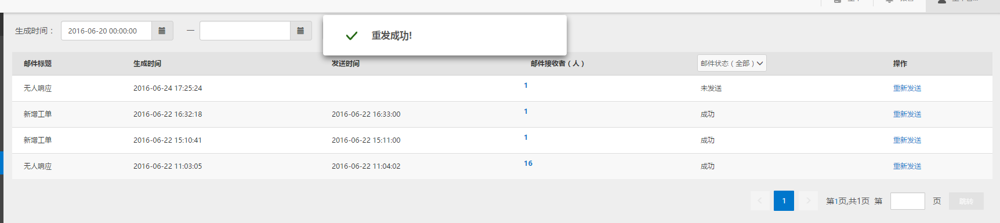 生成时间： 2016-06-20 00:00:00 —
重发成功!
邮件标题 生成时间 发送时间 邮件接收者（人） 邮件状态（全部） 操作
无人响应 2016-06-24 17:25:24 1 未发送 重新发送
新增工单 2016-06-22 16:32:18 2016-06-22 16:33:00 1 成功 重新发送
新增工单 2016-06-22 15:10:41 2016-06-22 15:11:00 1 成功 重新发送
无人响应 2016-06-22 11:03:05 2016-06-22 11:04:02 16 成功 重新发送
< 1 > 第1页,共1页 第 页 跳转